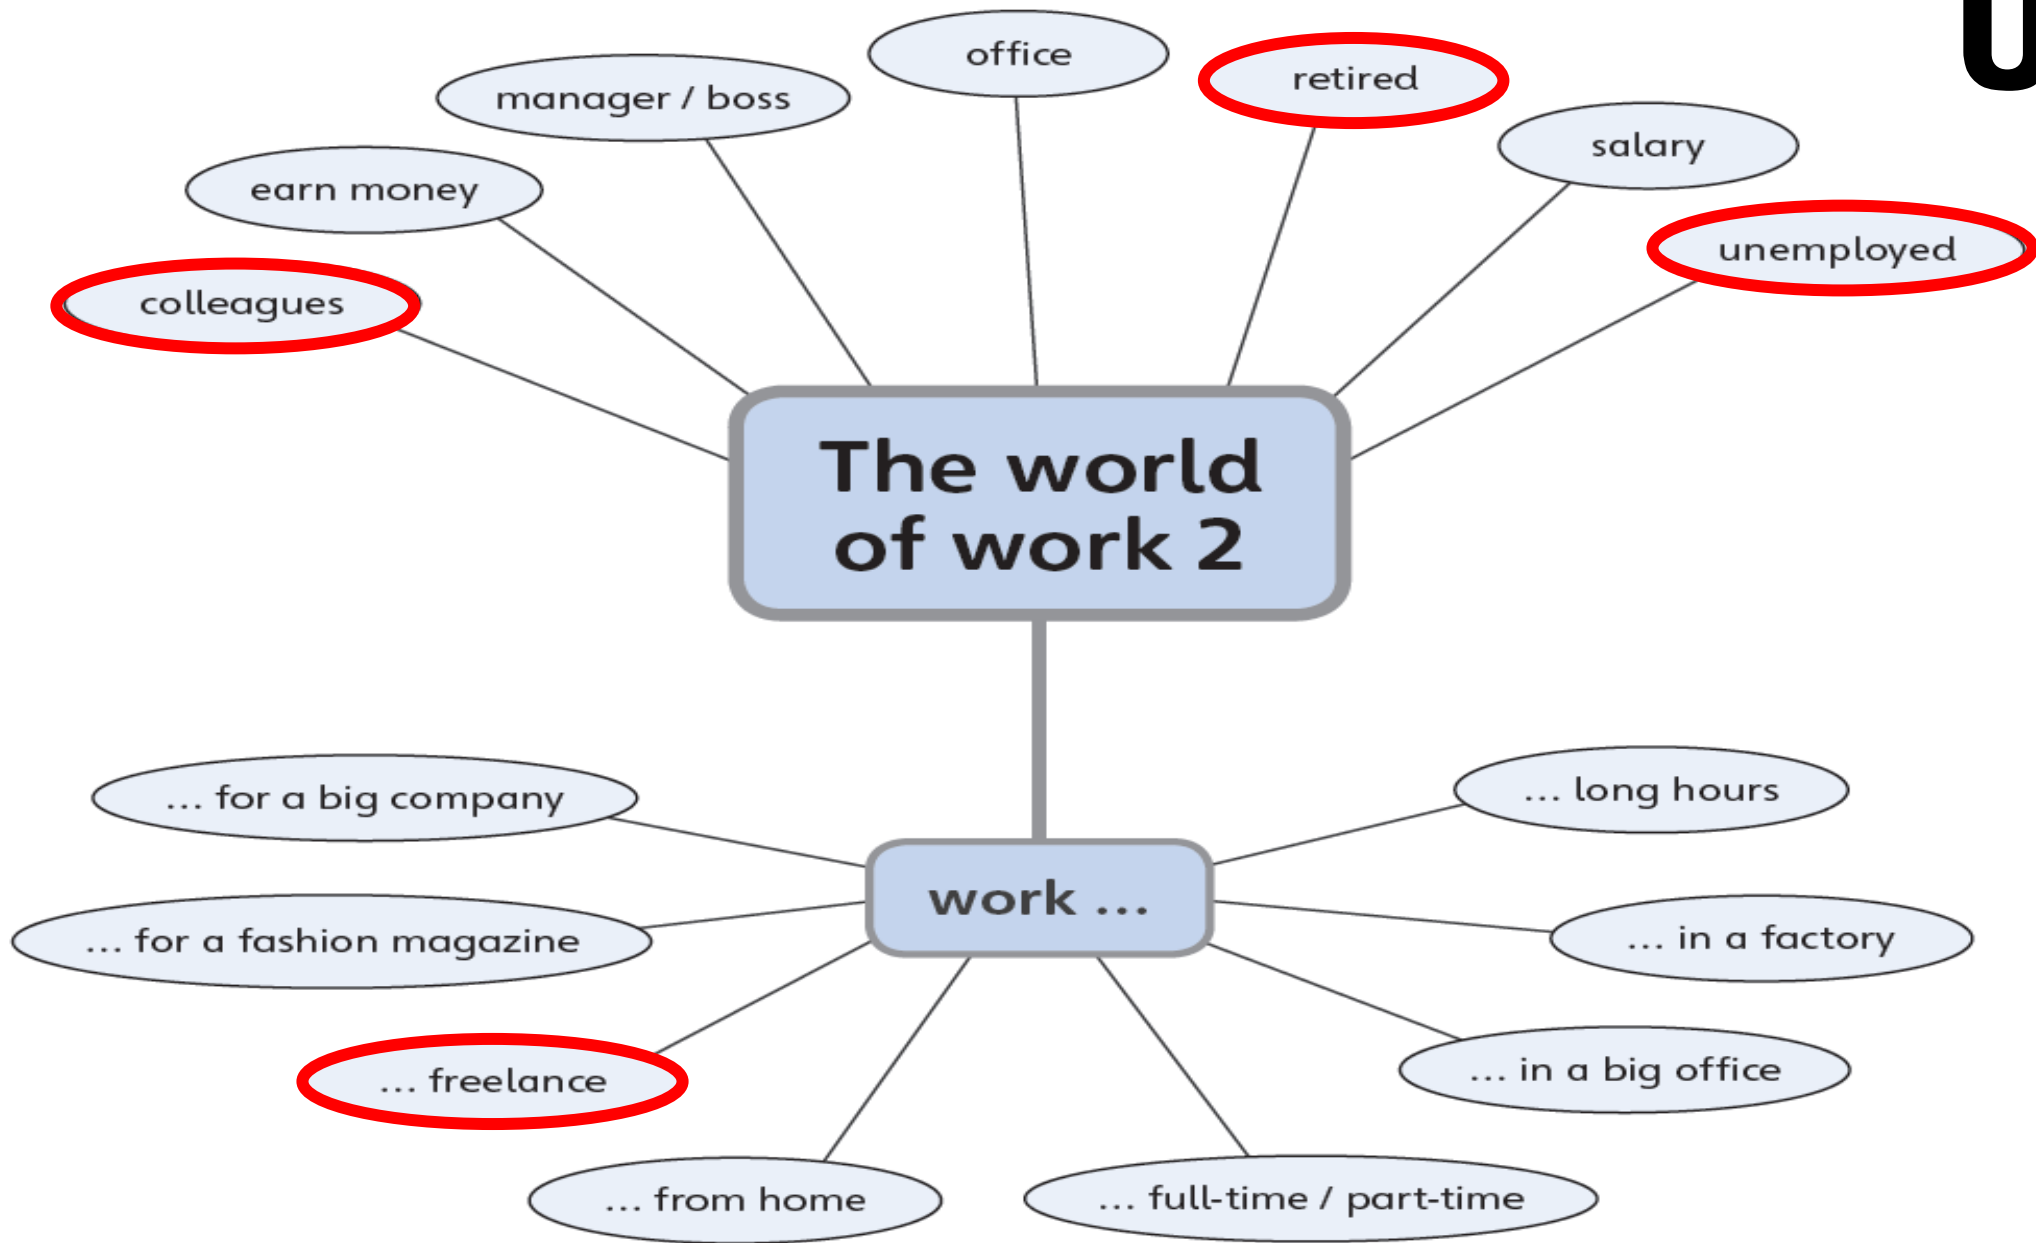 U
office
retired
manager / boss
salary
earn money
unemployed
colleagues
The world
of work 2
... for a big company
... long hours
work ...
... for a fashion magazine
... in a factory
... freelance
... in a big office
... from home
... full-time / part-time